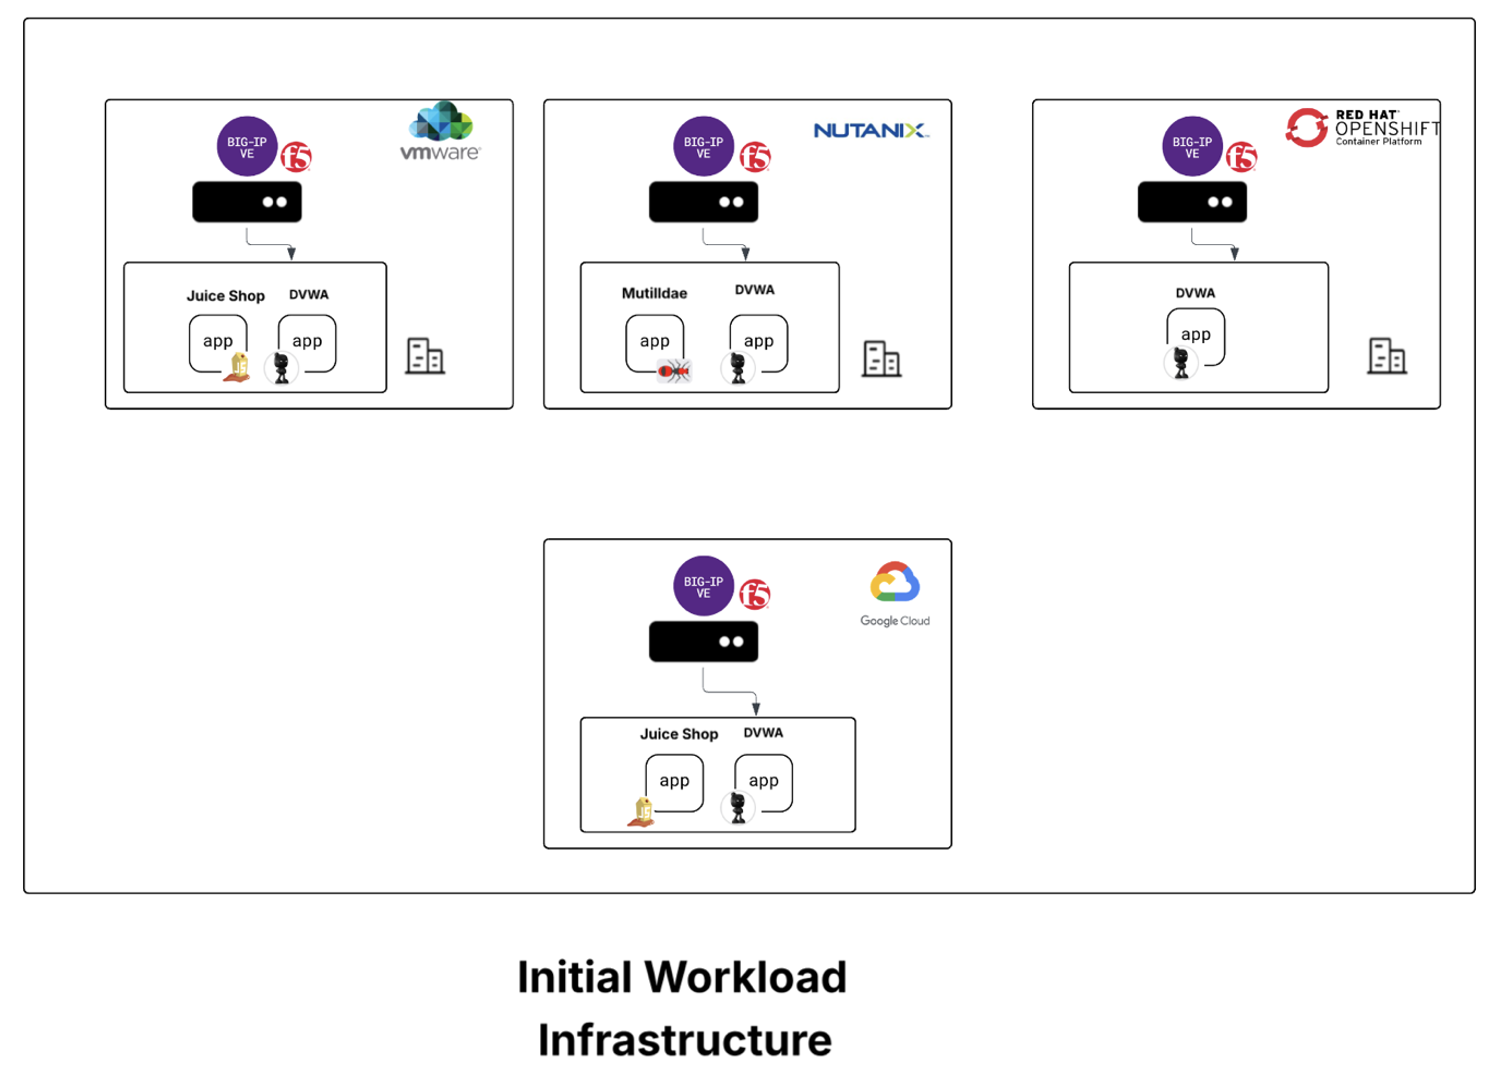 BIG-IP
VE
f5
vmware
Juice Shop
DVWA
app
app
JS
BIG-IP
VE
f5
NUTANIX
Mutilldae
DVWA
app
app
BIG-IP
VE
f5
RED HAT
OPENSHIFT
Container Platform
DVWA
app
BIG-IP
VE
f5
Google Cloud
Juice Shop
DVWA
app
app
JS
Initial Workload
Infrastructure